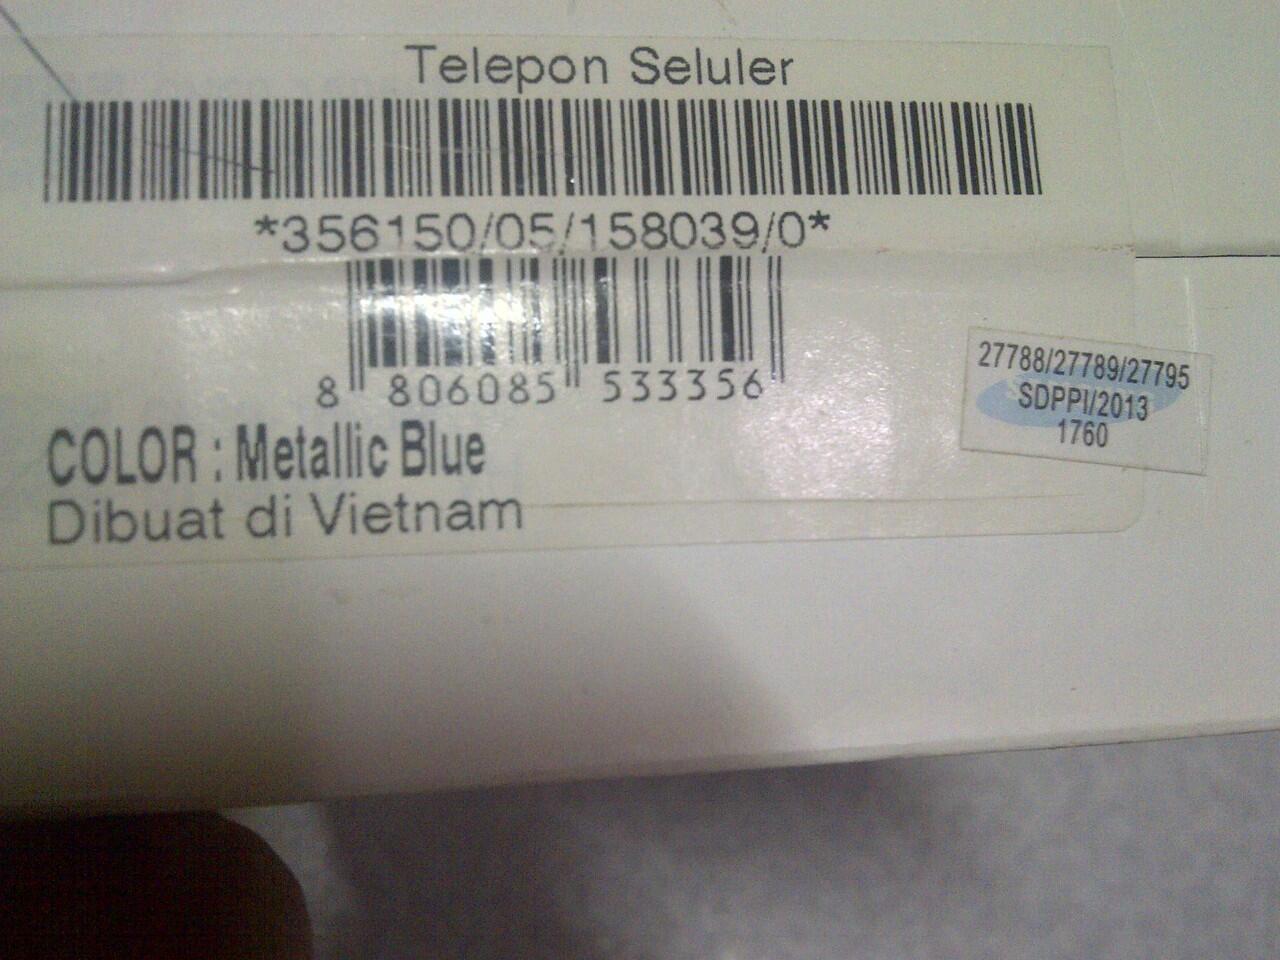 Telepon Seluler
*356150/05/158039/0*
8 806085 533356
27788/27789/27795
SDPPI/2013
1760
COLOR : Metallic Blue
Dibuat di Vietnam